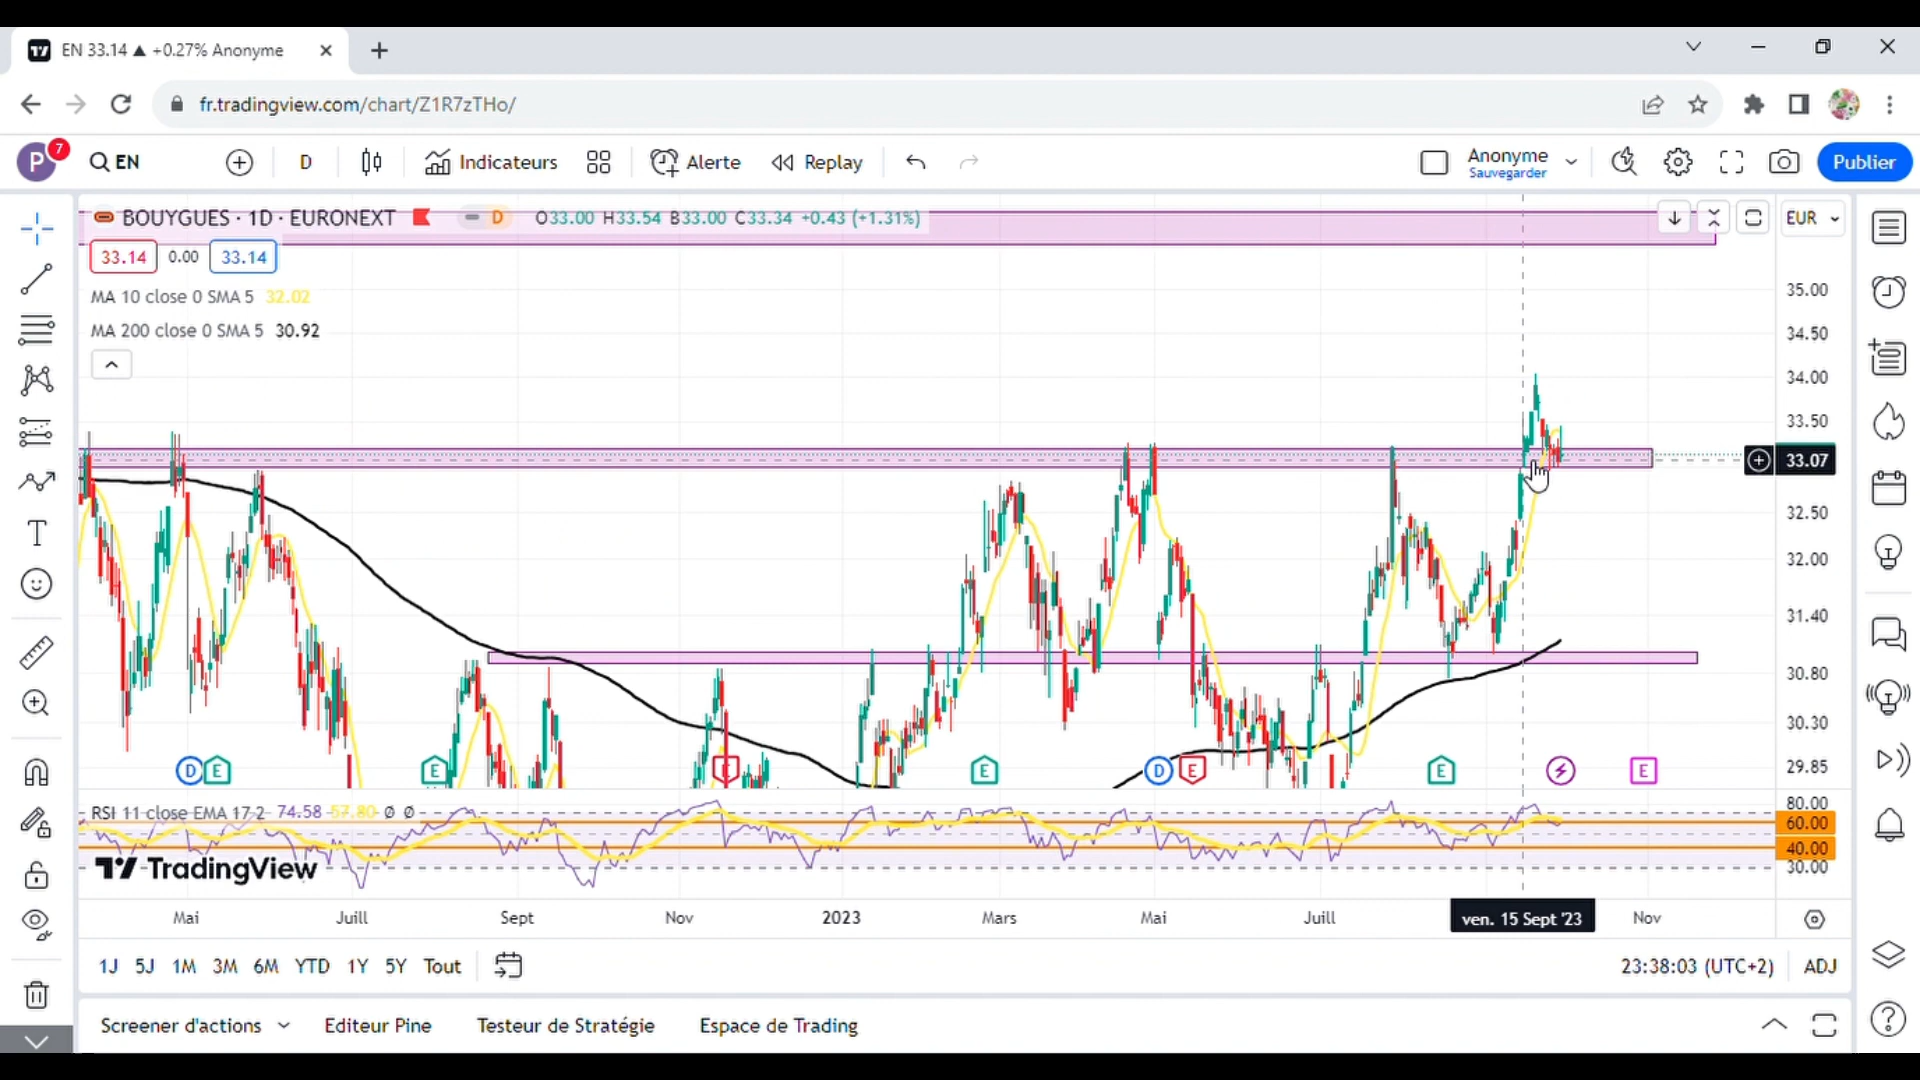 EN 33.14 ▲ +0.27% Anonyme
fr.tradingview.com/chart/Z1R7zTHo/
P 7 EN D Indicateurs Alerte Replay Anonyme Sauvegarder Publier
BOUYGUES · 1D · EURONEXT D O33.00 H33.54 B33.00 C33.34 +0.43 (+1.31%) EUR
33.14 0.00 33.14
MA 10 close 0 SMA 5 32.02
MA 200 close 0 SMA 5 30.92
35.00
34.50
34.00
33.50
33.07
32.50
32.00
31.40
30.80
30.30
29.85
D E E E D E E E
RSI 11 close EMA 17 2 74.58 57.80 Ø Ø
80.00
60.00
40.00
30.00
TradingView
Mai Juill Sept Nov 2023 Mars Mai Juill ven. 15 Sept '23 Nov
1J 5J 1M 3M 6M YTD 1Y 5Y Tout 23:38:03 (UTC+2) ADJ
Screener d'actions Editeur Pine Testeur de Stratégie Espace de Trading